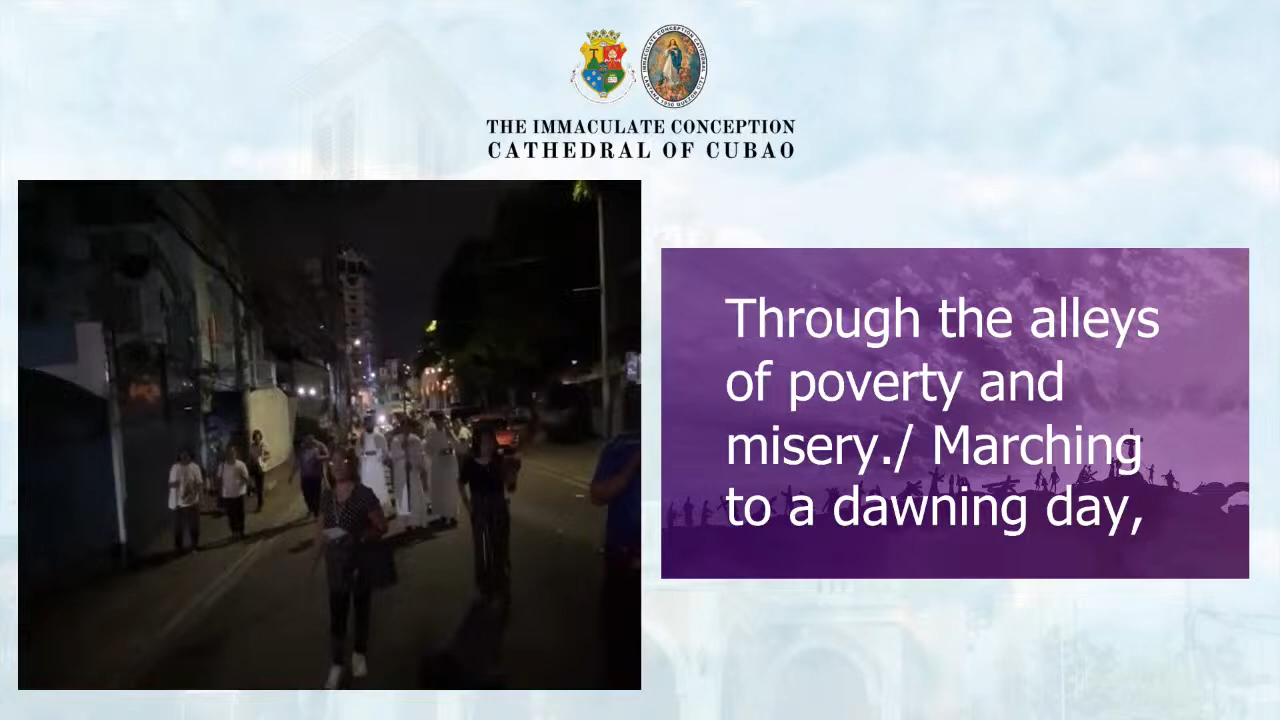 THE IMMACULATE CONCEPTION
CATHEDRAL OF CUBAO
Through the alleys
of poverty and
misery./ Marching
to a dawning day,